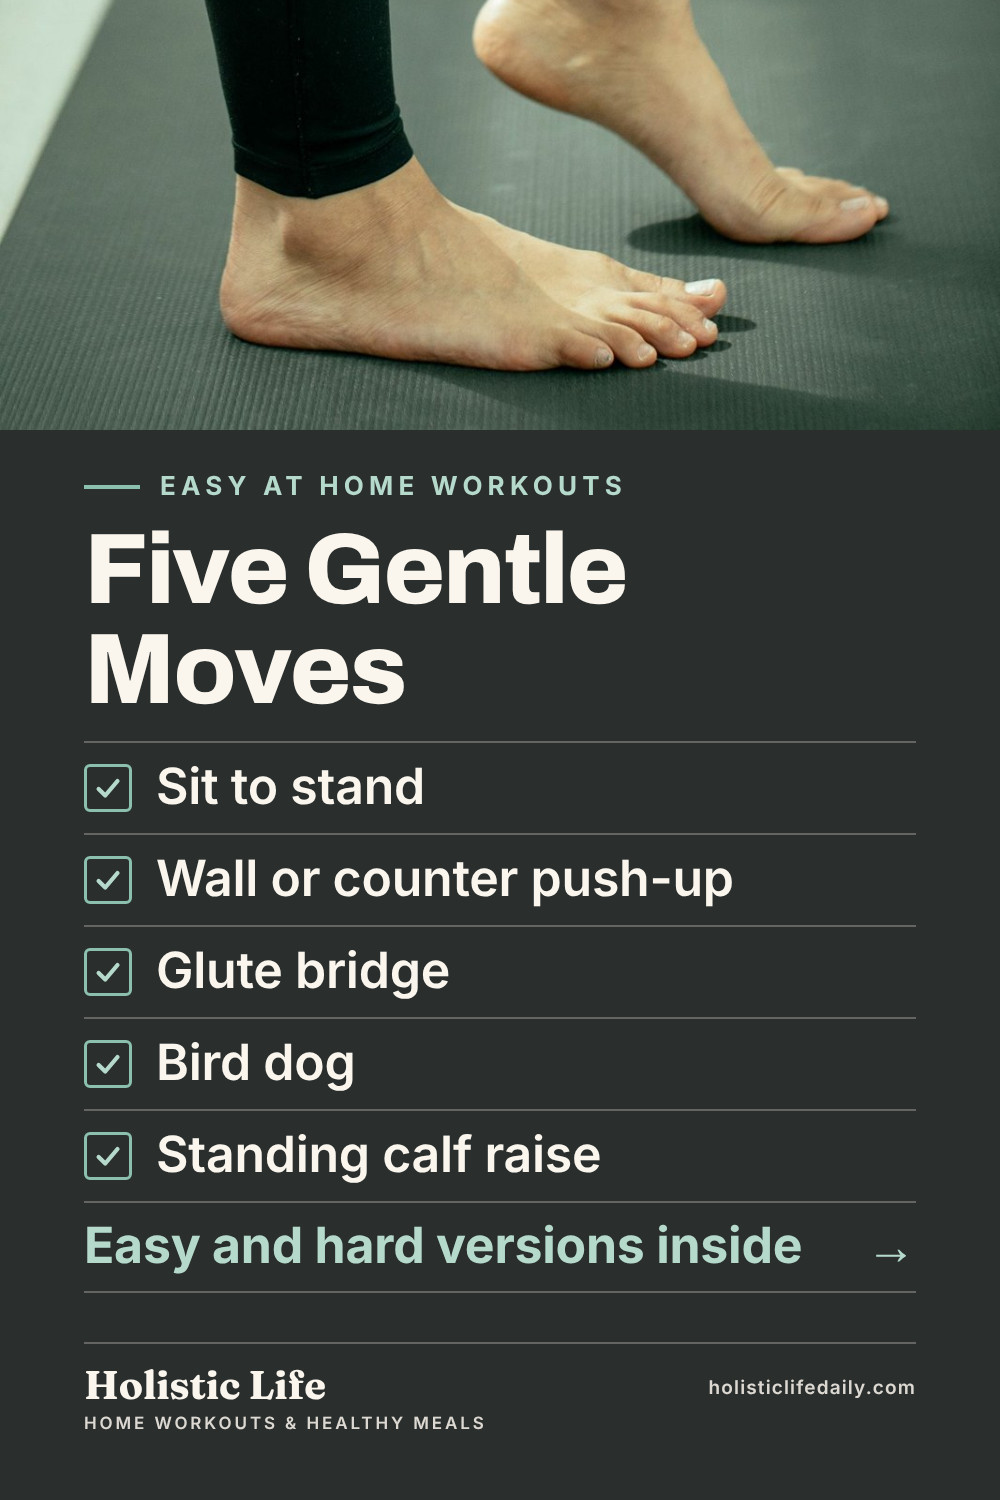 EASY AT HOME WORKOUTS
Five Gentle
Moves
Sit to stand
Wall or counter push-up
Glute bridge
Bird dog
Standing calf raise
Easy and hard versions inside →
Holistic Life
holisticlifedaily.com
HOME WORKOUTS & HEALTHY MEALS